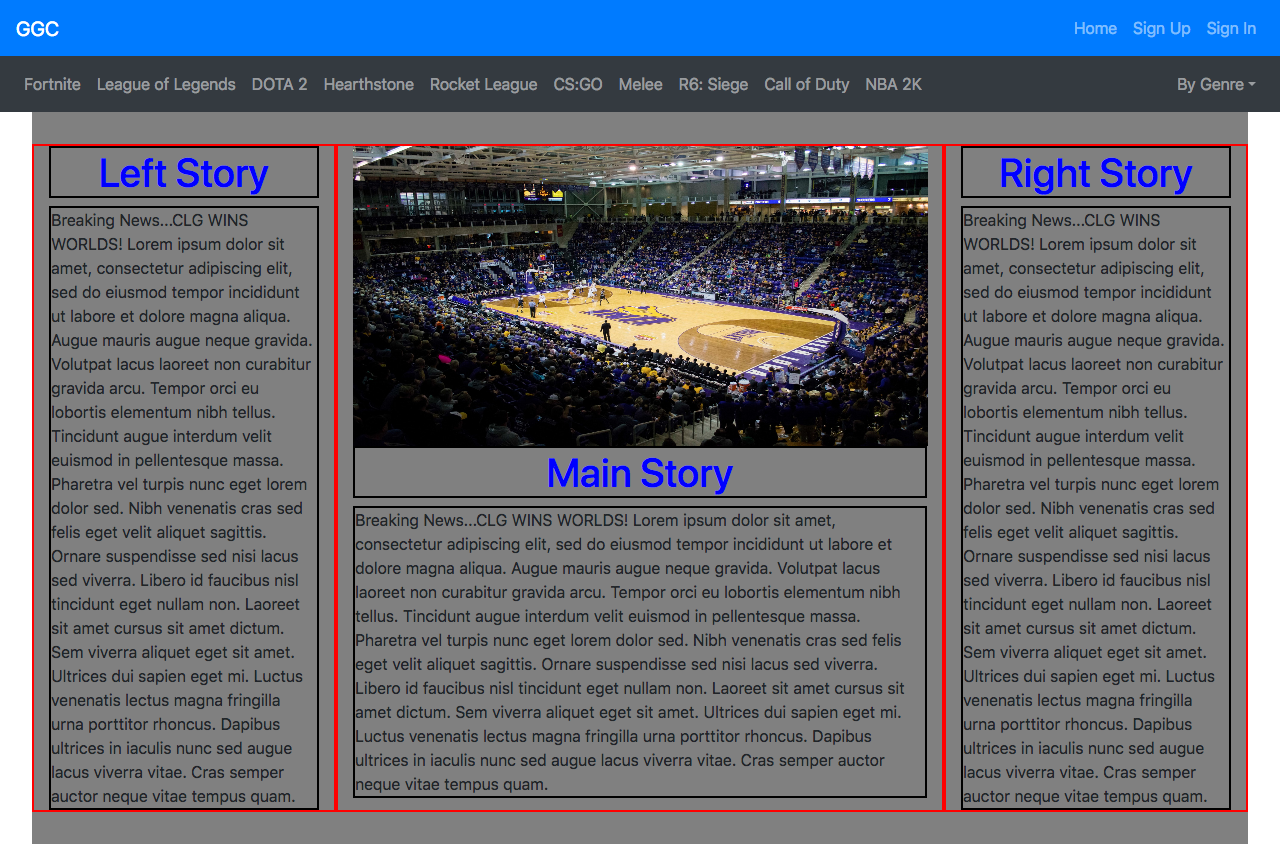 GGC Home Sign Up Sign In
Fortnite League of Legends DOTA 2 Hearthstone Rocket League CS:GO Melee R6: Siege Call of Duty NBA 2K By Genre
Left Story
Breaking News...CLG WINS
WORLDS! Lorem ipsum dolor sit
amet, consectetur adipiscing elit,
sed do eiusmod tempor incididunt
ut labore et dolore magna aliqua.
Augue mauris augue neque gravida.
Volutpat lacus laoreet non curabitur
gravida arcu. Tempor orci eu
lobortis elementum nibh tellus.
Tincidunt augue interdum velit
euismod in pellentesque massa.
Pharetra vel turpis nunc eget lorem
dolor sed. Nibh venenatis cras sed
felis eget velit aliquet sagittis.
Ornare suspendisse sed nisi lacus
sed viverra. Libero id faucibus nisl
tincidunt eget nullam non. Laoreet
sit amet cursus sit amet dictum.
Sem viverra aliquet eget sit amet.
Ultrices dui sapien eget mi. Luctus
venenatis lectus magna fringilla
urna porttitor rhoncus. Dapibus
ultrices in iaculis nunc sed augue
lacus viverra vitae. Cras semper
auctor neque vitae tempus quam.
Main Story
Breaking News...CLG WINS WORLDS! Lorem ipsum dolor sit amet,
consectetur adipiscing elit, sed do eiusmod tempor incididunt ut labore et
dolore magna aliqua. Augue mauris augue neque gravida. Volutpat lacus
laoreet non curabitur gravida arcu. Tempor orci eu lobortis elementum nibh
tellus. Tincidunt augue interdum velit euismod in pellentesque massa.
Pharetra vel turpis nunc eget lorem dolor sed. Nibh venenatis cras sed felis
eget velit aliquet sagittis. Ornare suspendisse sed nisi lacus sed viverra.
Libero id faucibus nisl tincidunt eget nullam non. Laoreet sit amet cursus sit
amet dictum. Sem viverra aliquet eget sit amet. Ultrices dui sapien eget mi.
Luctus venenatis lectus magna fringilla urna porttitor rhoncus. Dapibus
ultrices in iaculis nunc sed augue lacus viverra vitae. Cras semper auctor
neque vitae tempus quam.
Right Story
Breaking News...CLG WINS
WORLDS! Lorem ipsum dolor sit
amet, consectetur adipiscing elit,
sed do eiusmod tempor incididunt
ut labore et dolore magna aliqua.
Augue mauris augue neque gravida.
Volutpat lacus laoreet non curabitur
gravida arcu. Tempor orci eu
lobortis elementum nibh tellus.
Tincidunt augue interdum velit
euismod in pellentesque massa.
Pharetra vel turpis nunc eget lorem
dolor sed. Nibh venenatis cras sed
felis eget velit aliquet sagittis.
Ornare suspendisse sed nisi lacus
sed viverra. Libero id faucibus nisl
tincidunt eget nullam non. Laoreet
sit amet cursus sit amet dictum.
Sem viverra aliquet eget sit amet.
Ultrices dui sapien eget mi. Luctus
venenatis lectus magna fringilla
urna porttitor rhoncus. Dapibus
ultrices in iaculis nunc sed augue
lacus viverra vitae. Cras semper
auctor neque vitae tempus quam.